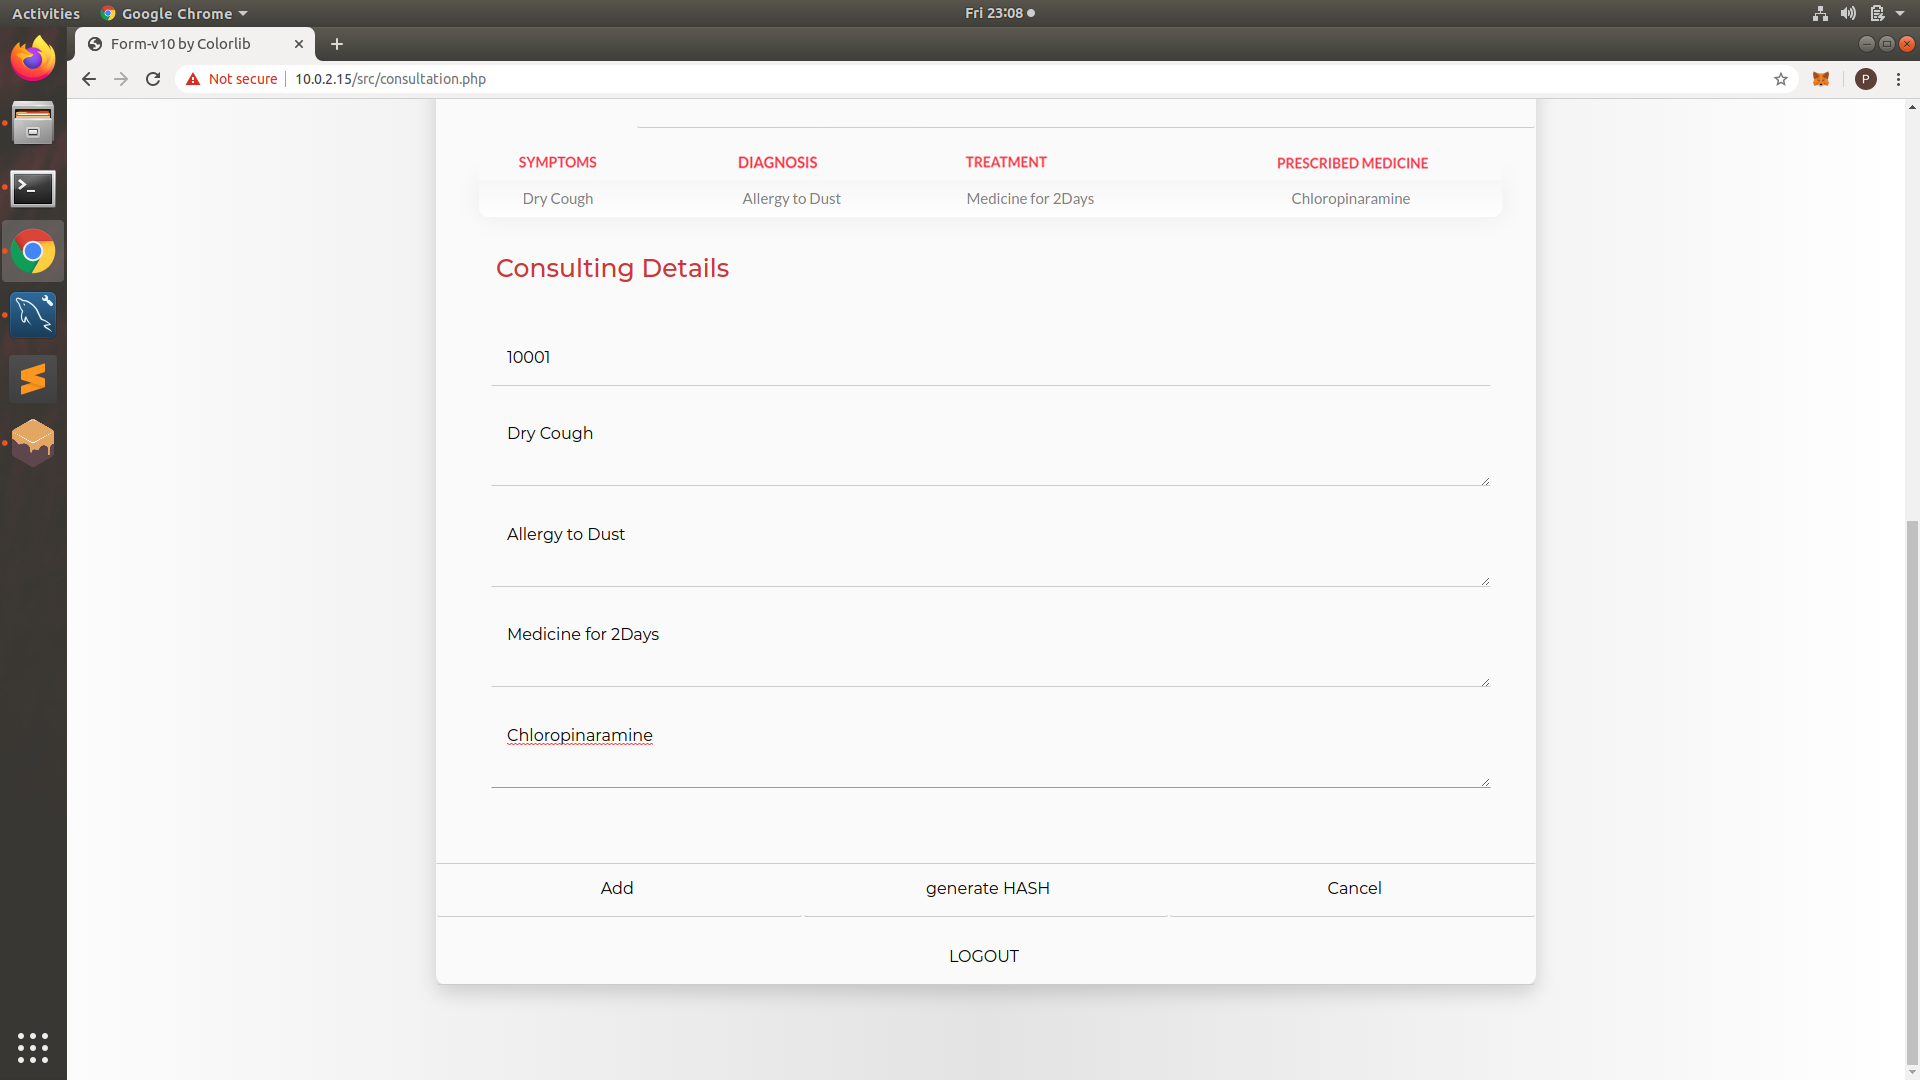 Activities Google Chrome Fri 23:08
Form-v10 by Colorlib
Not secure 10.0.2.15/src/consultation.php P
SYMPTOMS DIAGNOSIS TREATMENT PRESCRIBED MEDICINE
Dry Cough Allergy to Dust Medicine for 2Days Chloropinaramine
Consulting Details
10001
Dry Cough
Allergy to Dust
Medicine for 2Days
Chloropinaramine
Add generate HASH Cancel
LOGOUT